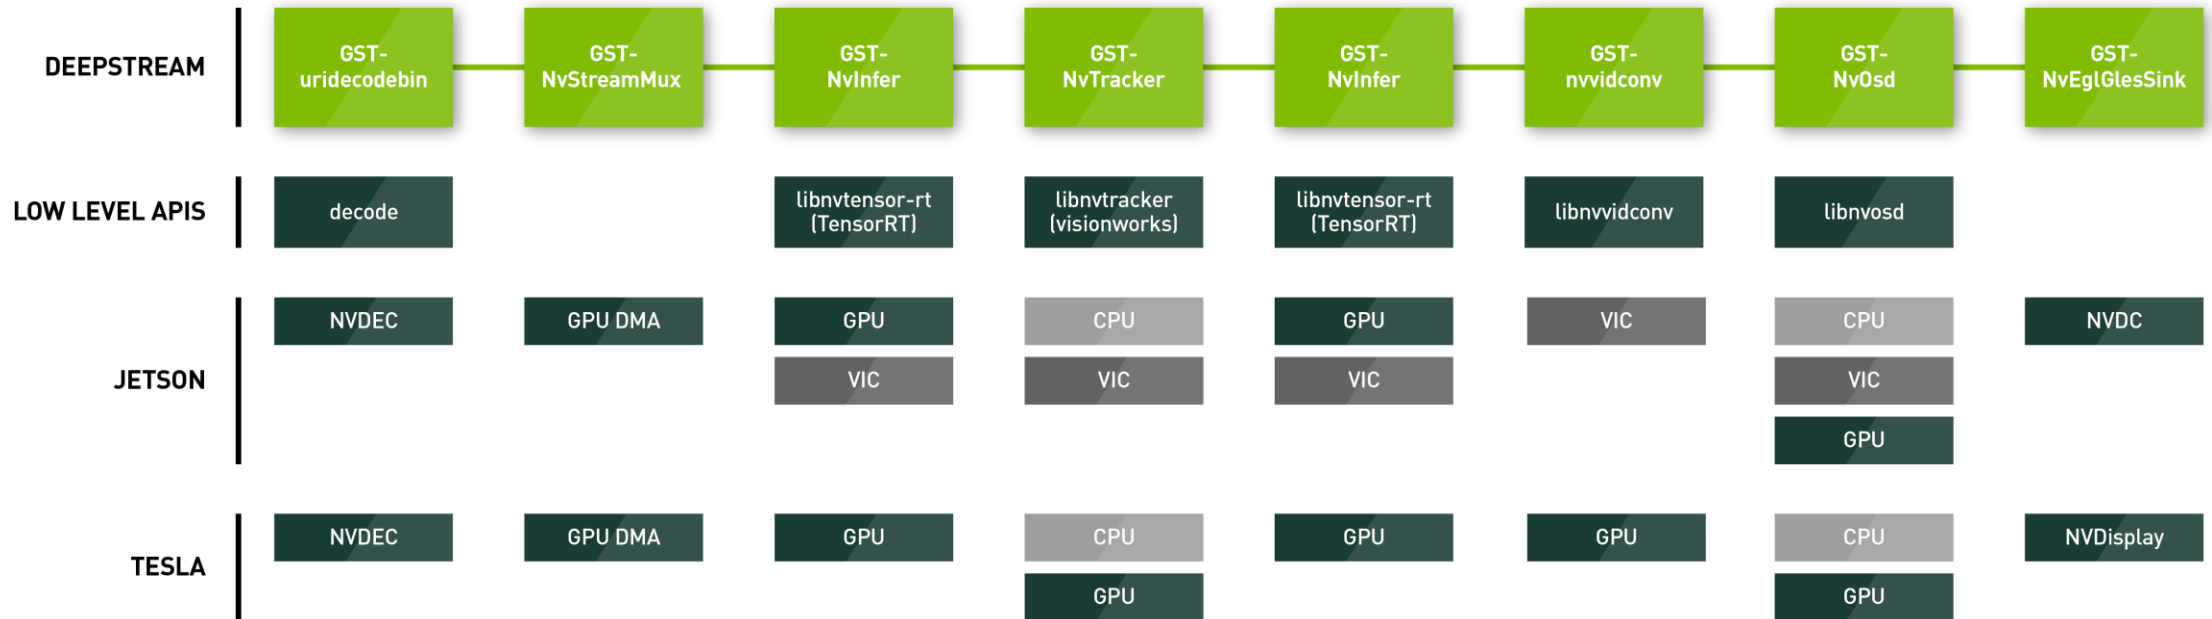 DEEPSTREAM
GST-
uridecodebin
GST-
NvStreamMux
GST-
NvInfer
GST-
NvTracker
GST-
NvInfer
GST-
nvvidconv
GST-
NvOsd
GST-
NvEglGlesSink
LOW LEVEL APIS
decode
libnvtensor-rt
(TensorRT)
libnvtracker
(visionworks)
libnvtensor-rt
(TensorRT)
libnvvidconv
libnvosd
JETSON
NVDEC
GPU DMA
GPU
CPU
GPU
VIC
CPU
NVDC
VIC
VIC
VIC
VIC
GPU
TESLA
NVDEC
GPU DMA
GPU
CPU
GPU
GPU
CPU
NVDisplay
GPU
GPU